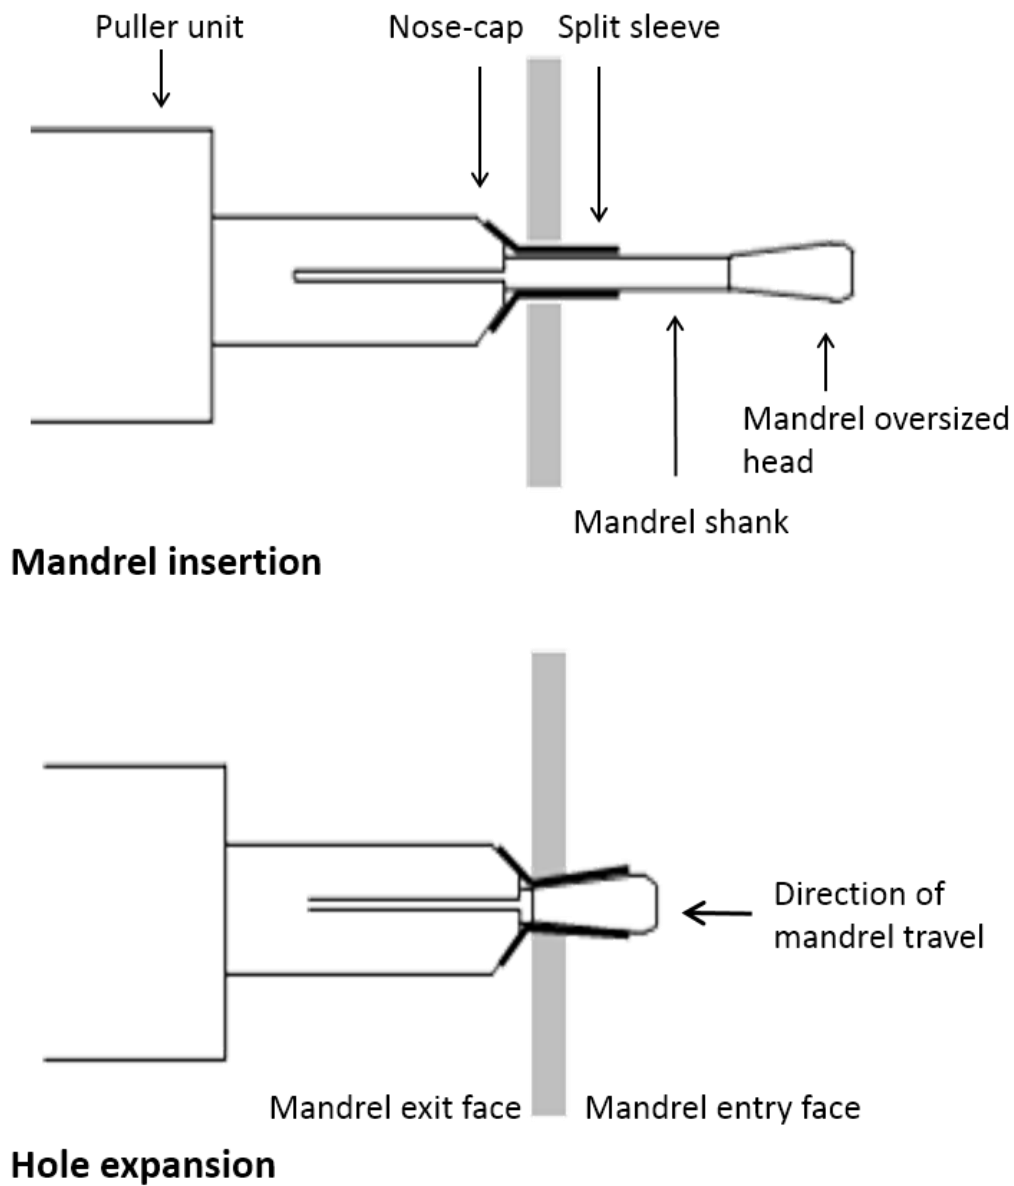 Puller unit
Nose-cap
Split sleeve
Mandrel oversized
head
Mandrel shank
Mandrel insertion
Direction of
mandrel travel
Mandrel exit face
Mandrel entry face
Hole expansion